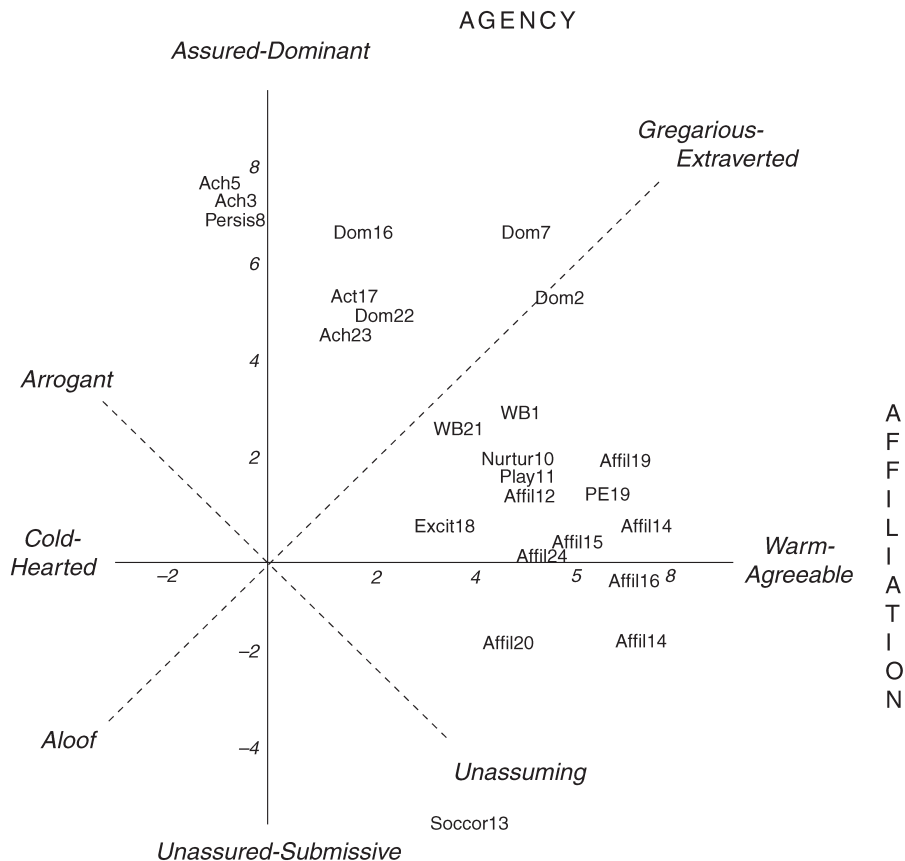 AGENCY
Assured-Dominant
Gregarious-
Extraverted
8
Ach5
Ach3
Persis8
Dom16
Dom7
6
Act17
Dom2
Dom22
Ach23
4
Arrogant
WB1
WB21
2
Nurtur10
Affil19
Play11
Affil12
PE19
Excit18
Affil14
Affil15
Affil24
Cold-
Hearted
Warm-
Agreeable
–2
2
4
5
8
Affil16
–2
Affil20
Affil14
Aloof
–4
Unassuming
Soccor13
Unassured-Submissive
A
F
F
I
L
I
A
T
I
O
N